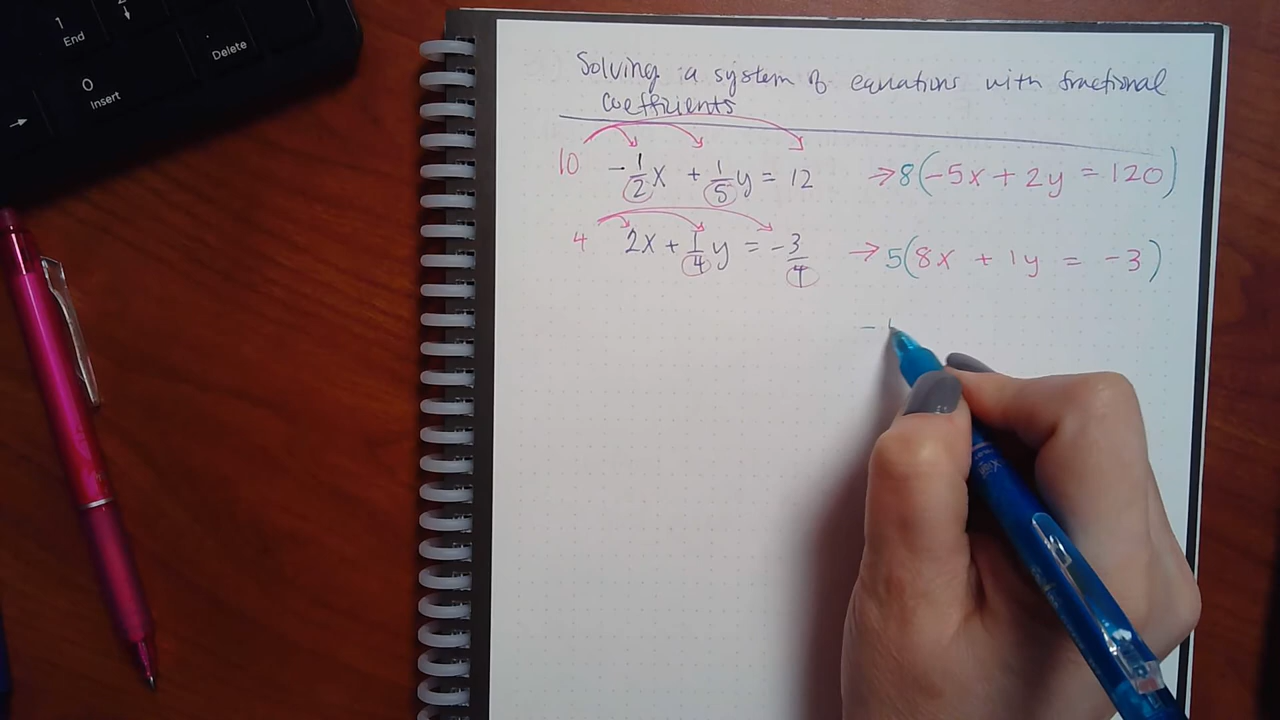 1
End
Delete
0
Insert
Solving a system of equations with fractional
coefficients
10 -1/2x + 1/5y = 12 →8(-5x + 2y = 120)
4 2x + 1/4y = -3/4 →5(8x + 1y = -3)
-